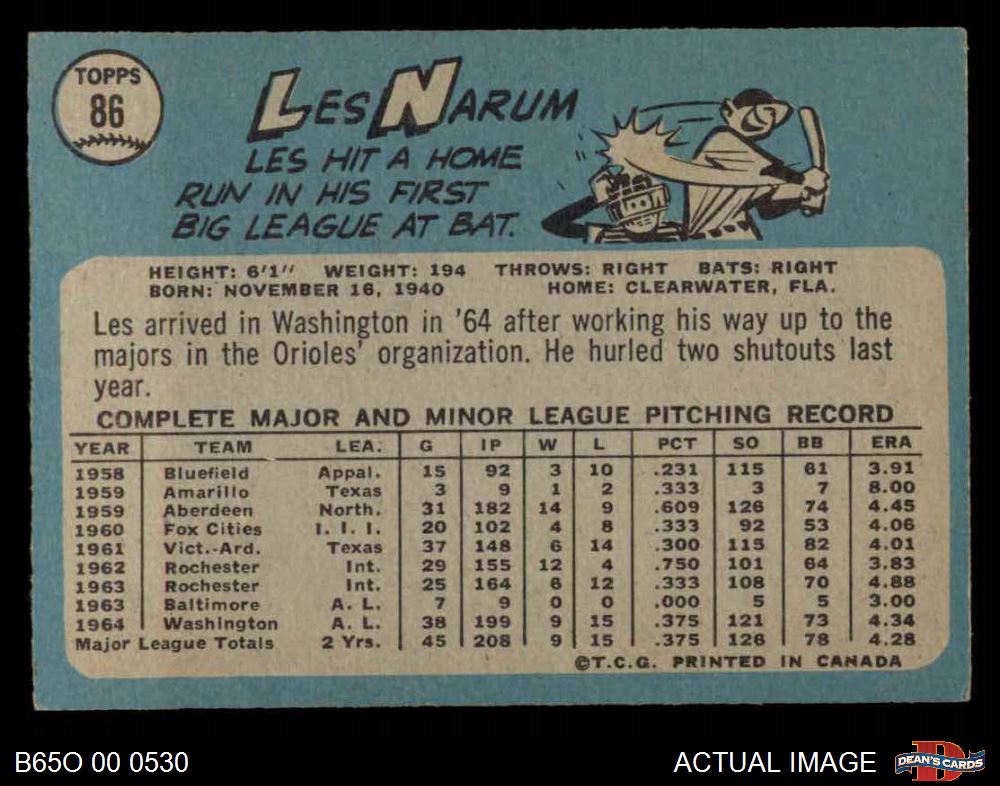 TOPPS
86
LES NARUM
LES HIT A HOME
RUN IN HIS FIRST
BIG LEAGUE AT BAT.
HEIGHT: 6'1" WEIGHT: 194 THROWS: RIGHT BATS: RIGHT
BORN: NOVEMBER 16, 1940 HOME: CLEARWATER, FLA.
Les arrived in Washington in '64 after working his way up to the
majors in the Orioles' organization. He hurled two shutouts last
year.
COMPLETE MAJOR AND MINOR LEAGUE PITCHING RECORD
YEAR TEAM LEA. G IP W L PCT SO BB ERA
1958 Bluefield Appal. 15 92 3 10 .231 115 61 3.91
1959 Amarillo Texas 3 9 1 2 .333 3 7 8.00
1959 Aberdeen North. 31 182 14 9 .609 126 74 4.45
1960 Fox Cities I. I. I. 20 102 4 8 .333 92 53 4.06
1961 Vict.-Ard. Texas 37 148 6 14 .300 115 82 4.01
1962 Rochester Int. 29 155 12 4 .750 101 64 3.83
1963 Rochester Int. 25 164 6 12 .333 108 70 4.88
1963 Baltimore A. L. 7 9 0 0 .000 5 5 3.00
1964 Washington A. L. 38 199 9 15 .375 121 73 4.34
Major League Totals 2 Yrs. 45 208 9 15 .375 126 78 4.28
©T.C.G. PRINTED IN CANADA
B65O 00 0530
ACTUAL IMAGE
D
DEAN'S CARDS